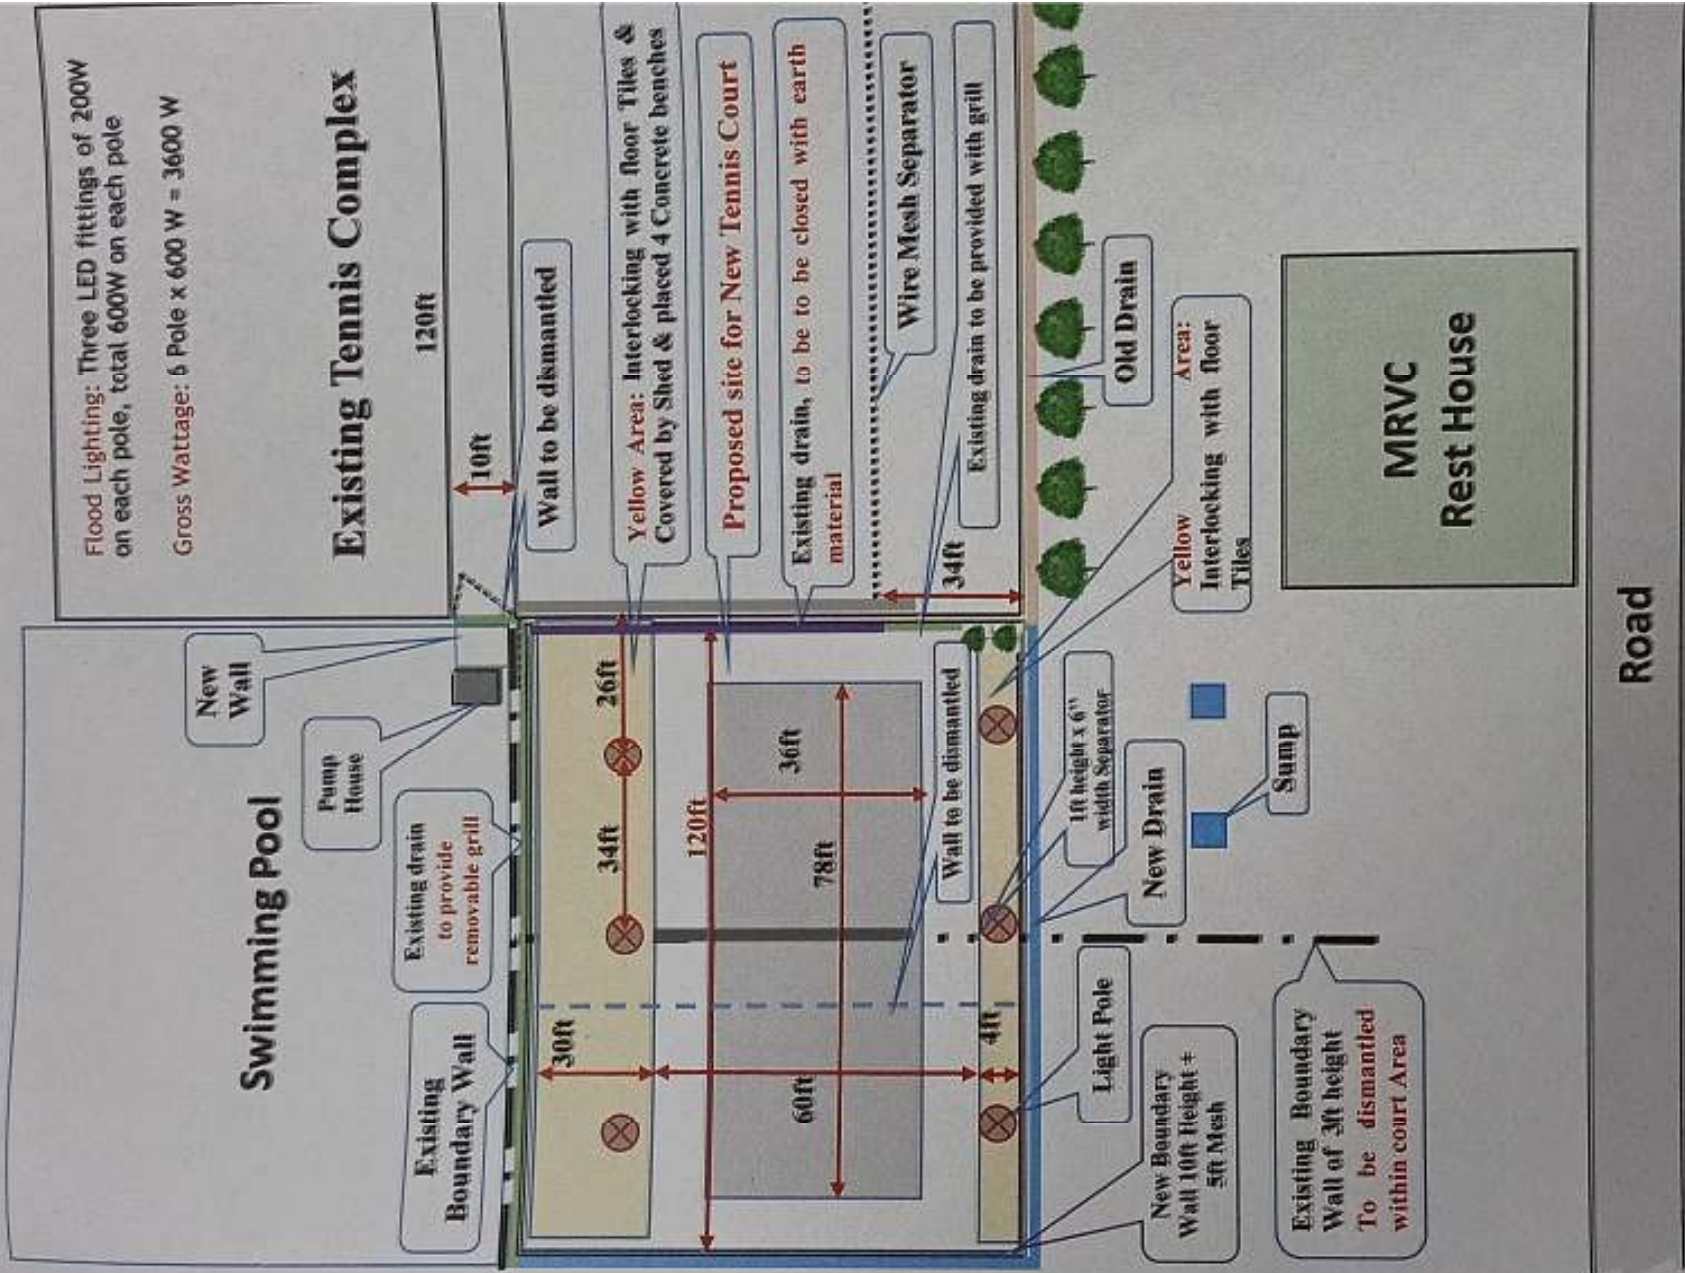 Flood Lighting: Three LED fittings of 200W
on each pole, total 600W on each pole
Gross Wattage: 6 Pole x 600 W = 3600 W
Existing Tennis Complex
120ft
10ft
Wall to be dismantled
Yellow Area: Interlocking with floor Tiles &
Covered by Shed & placed 4 Concrete benches
Proposed site for New Tennis Court
Existing drain, to be to be closed with earth
material
Wire Mesh Separator
Existing drain to be provided with grill
34ft
Old Drain
Yellow Area:
Interlocking with floor
Tiles
MRVC
Rest House
Road
Swimming Pool
New
Wall
Pump
House
Existing drain
to provide
removable grill
Existing
Boundary Wall
26ft
34ft
30ft
120ft
36ft
78ft
60ft
4ft
Wall to be dismantled
1ft height x 6"
width Separator
New Drain
Sump
Light Pole
New Boundary
Wall 10ft Height +
5ft Mesh
Existing Boundary
Wall of 3ft height
To be dismantled
within court Area